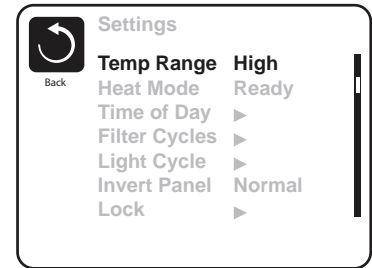 Settings
Back
Temp Range High
Heat Mode Ready
Time of Day ▶
Filter Cycles ▶
Light Cycle ▶
Invert Panel Normal
Lock ▶